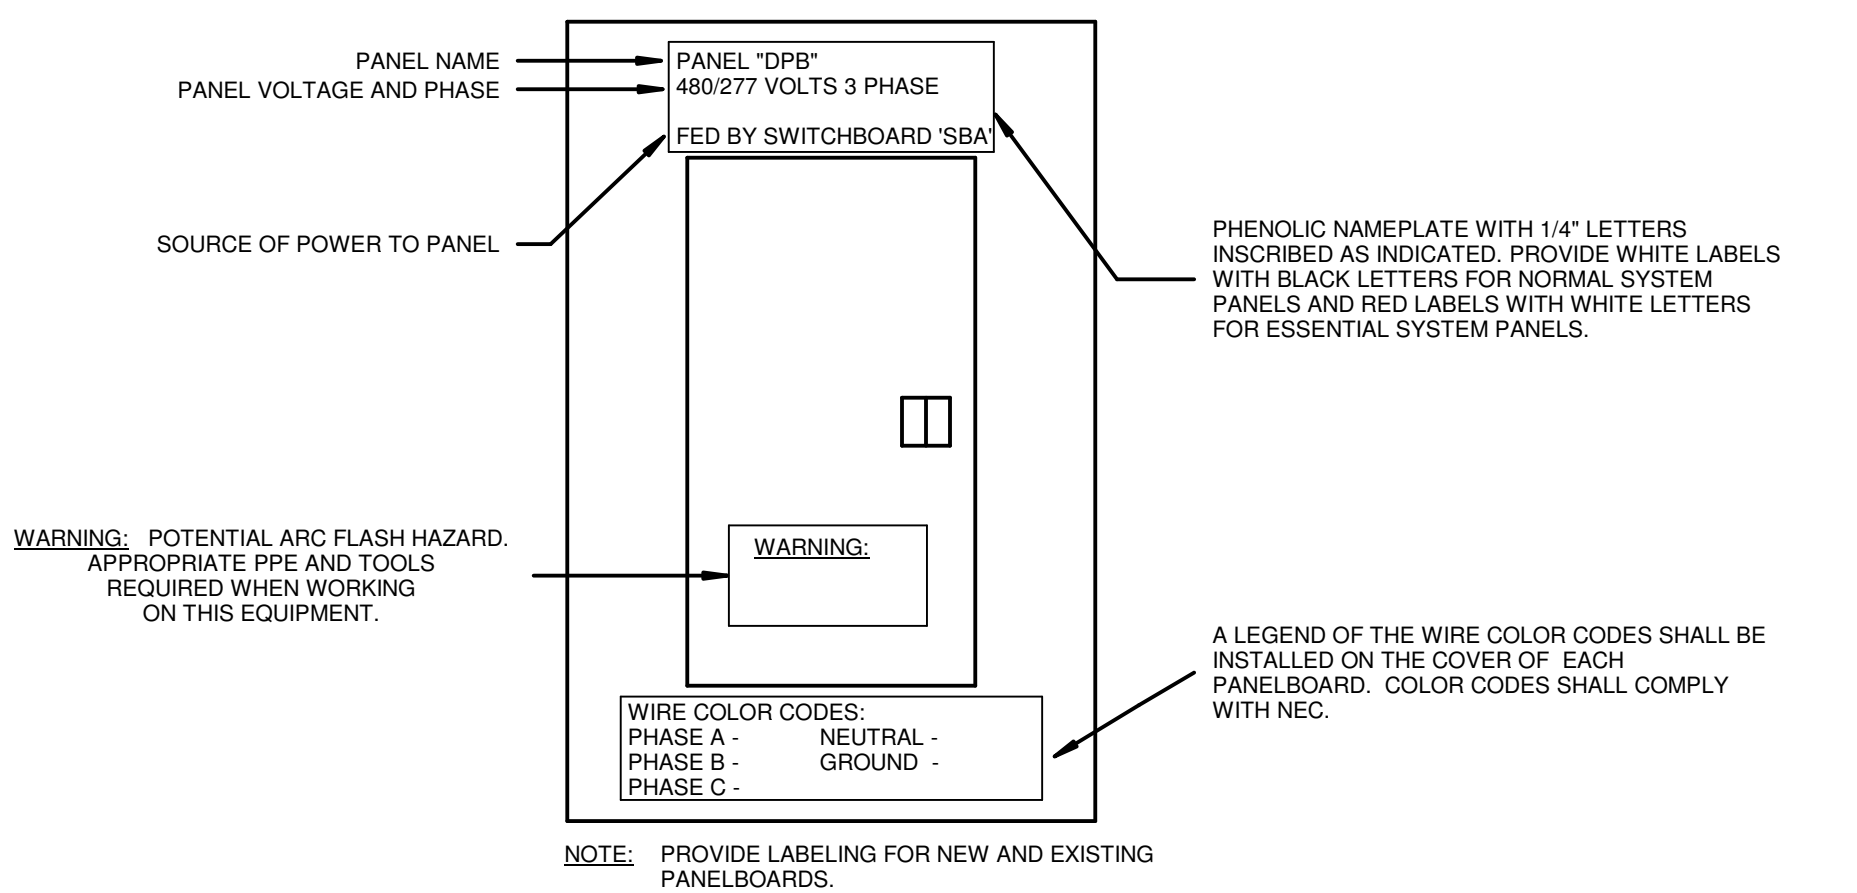 PANEL NAME
PANEL VOLTAGE AND PHASE
SOURCE OF POWER TO PANEL
PANEL "DPB"
480/277 VOLTS 3 PHASE
FED BY SWITCHBOARD 'SBA'
PHENOLIC NAMEPLATE WITH 1/4" LETTERS
INSCRIBED AS INDICATED. PROVIDE WHITE LABELS
WITH BLACK LETTERS FOR NORMAL SYSTEM
PANELS AND RED LABELS WITH WHITE LETTERS
FOR ESSENTIAL SYSTEM PANELS.
WARNING: POTENTIAL ARC FLASH HAZARD.
APPROPRIATE PPE AND TOOLS
REQUIRED WHEN WORKING
ON THIS EQUIPMENT.
WARNING:
A LEGEND OF THE WIRE COLOR CODES SHALL BE
INSTALLED ON THE COVER OF EACH
PANELBOARD. COLOR CODES SHALL COMPLY
WITH NEC.
WIRE COLOR CODES:
PHASE A - NEUTRAL -
PHASE B - GROUND -
PHASE C -
NOTE: PROVIDE LABELING FOR NEW AND EXISTING
PANELBOARDS.